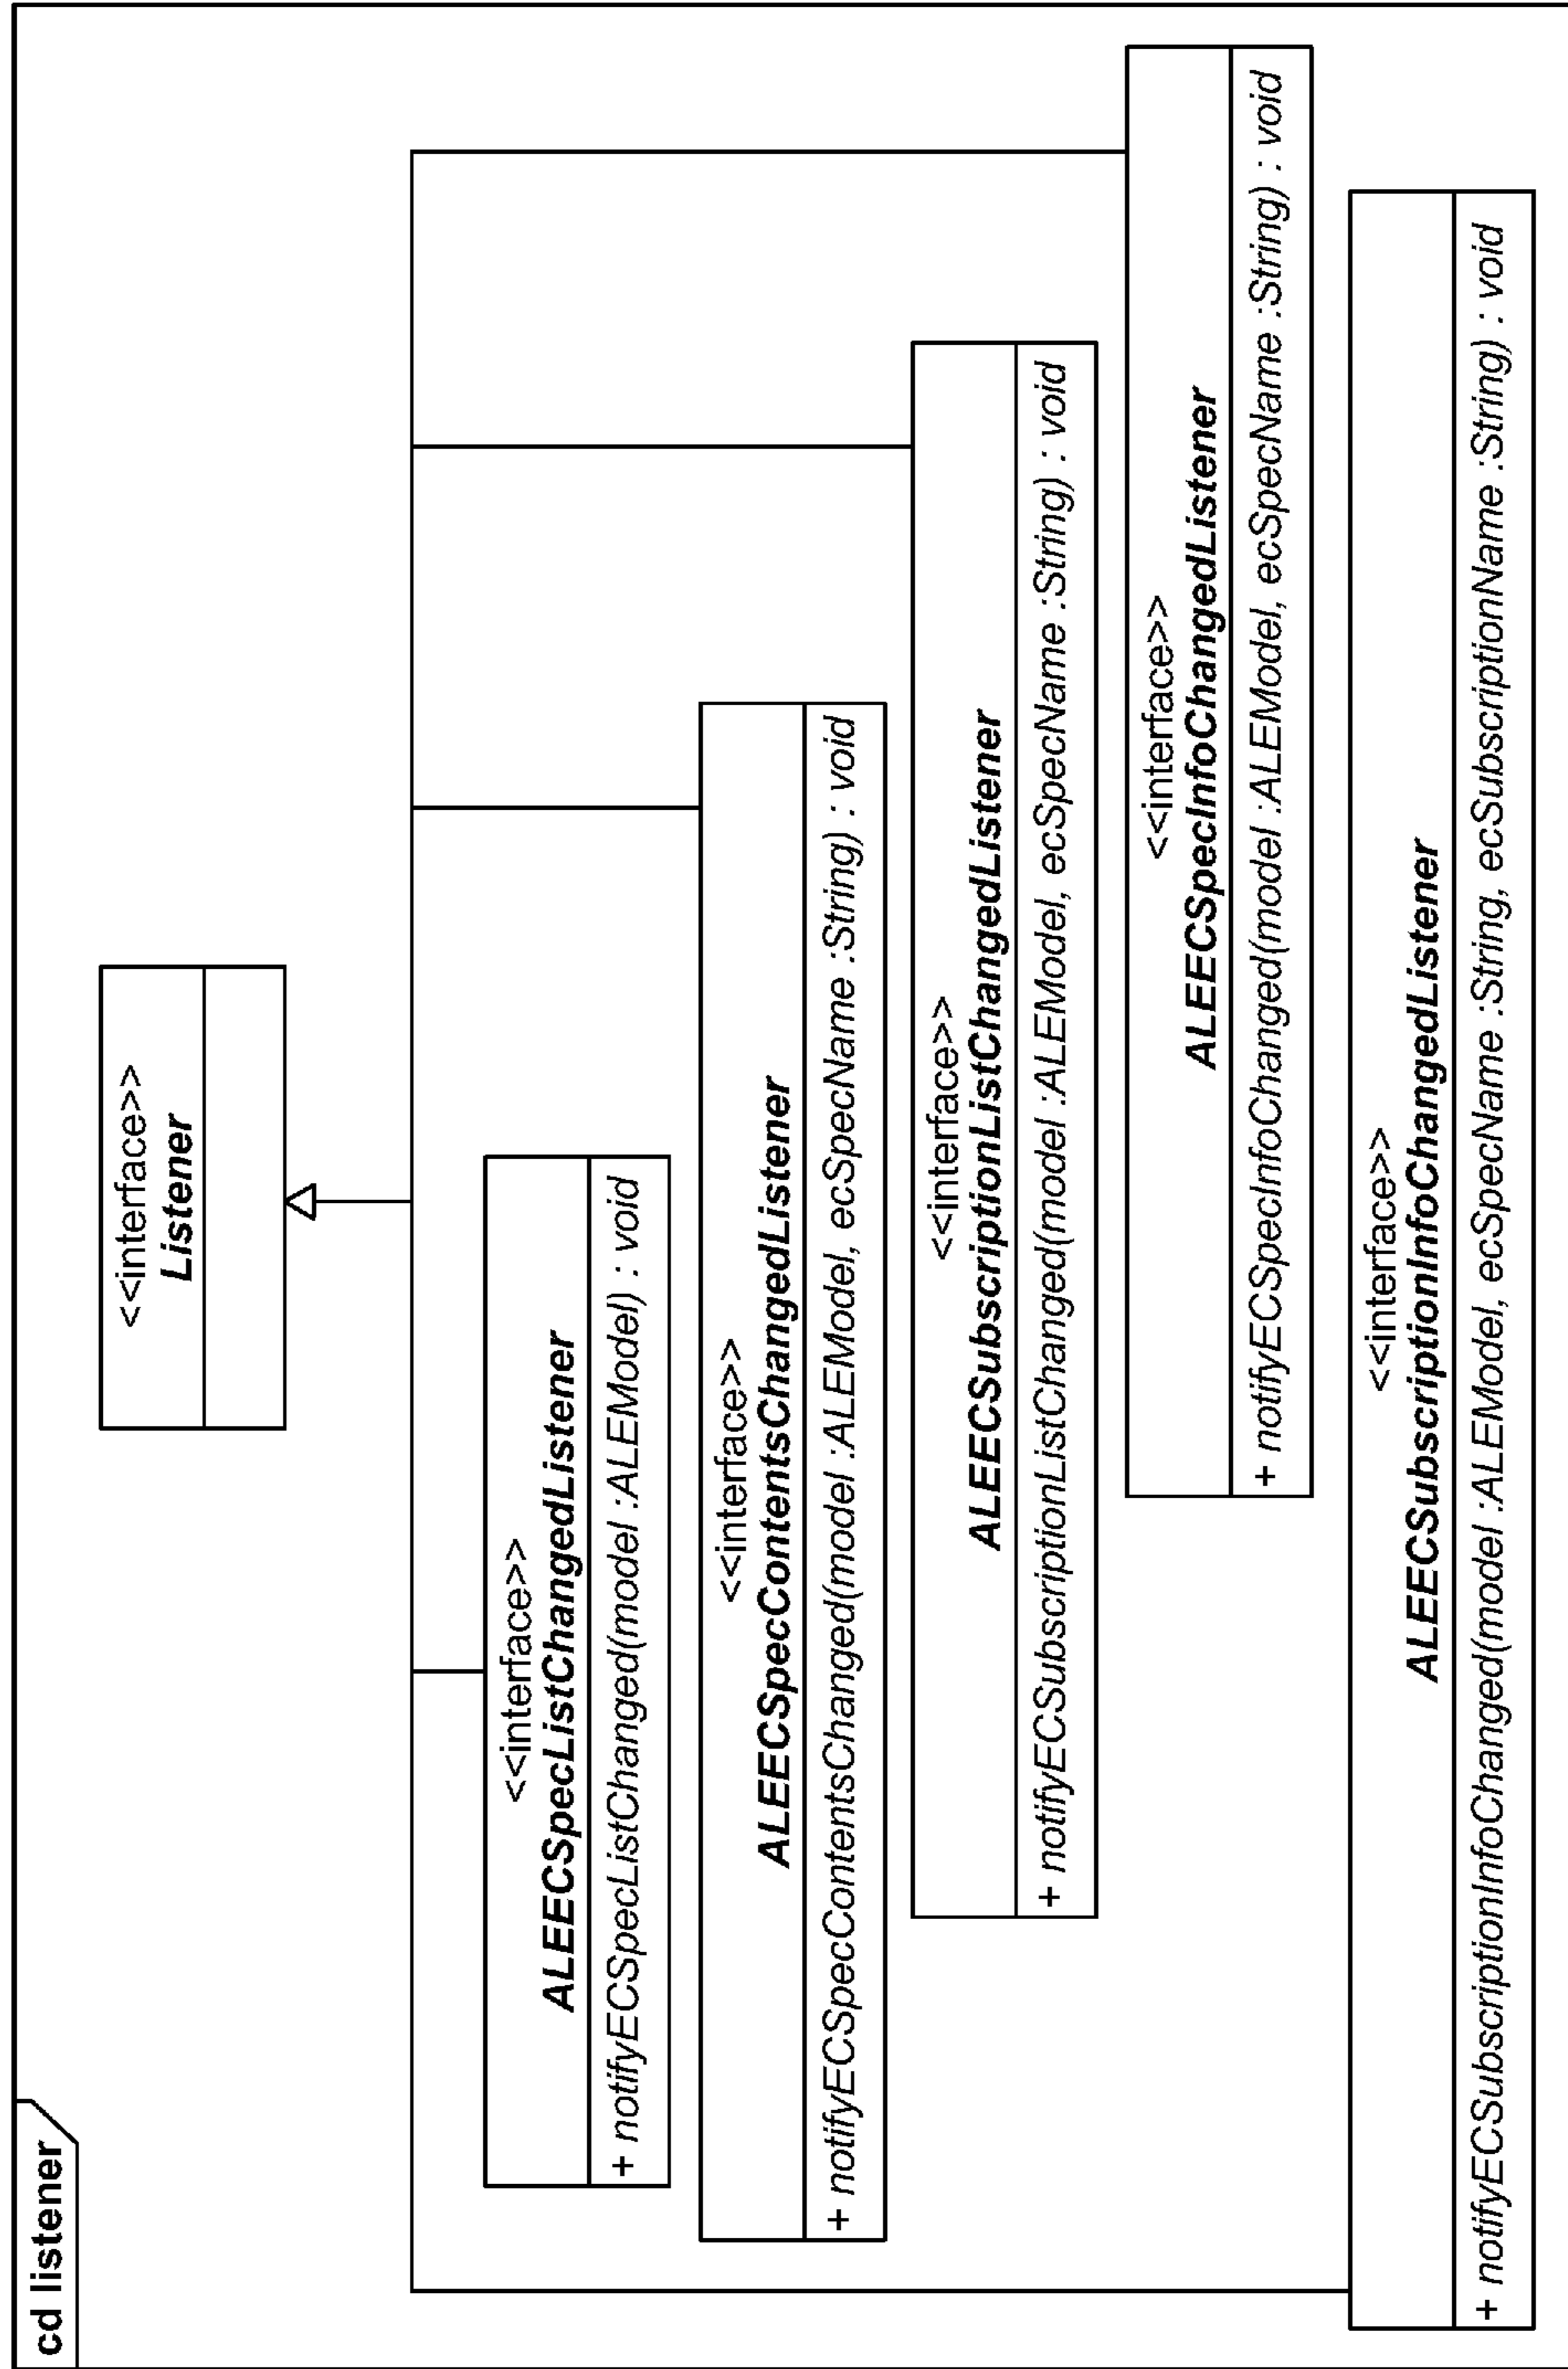 cd listener
<<interface>>
Listener
<<interface>>
ALEECSpecListChangedListener
+ notifyECSpecListChanged(model :ALEModel) : void
<<interface>>
ALEECSpecContentsChangedListener
+ notifyECSpecContentsChanged(model :ALEModel, ecSpecName :String) : void
<<interface>>
ALEECSubscriptionListChangedListener
+ notifyECSubscriptionListChanged(model :ALEModel, ecSpecName :String) : void
<<interface>>
ALEECSpecInfoChangedListener
+ notifyECSpecInfoChanged(model :ALEModel, ecSpecName :String) : void
<<interface>>
ALEECSubscriptionInfoChangedListener
+ notifyECSubscriptionInfoChanged(model :ALEModel, ecSpecName :String, ecSubscriptionName :String) : void